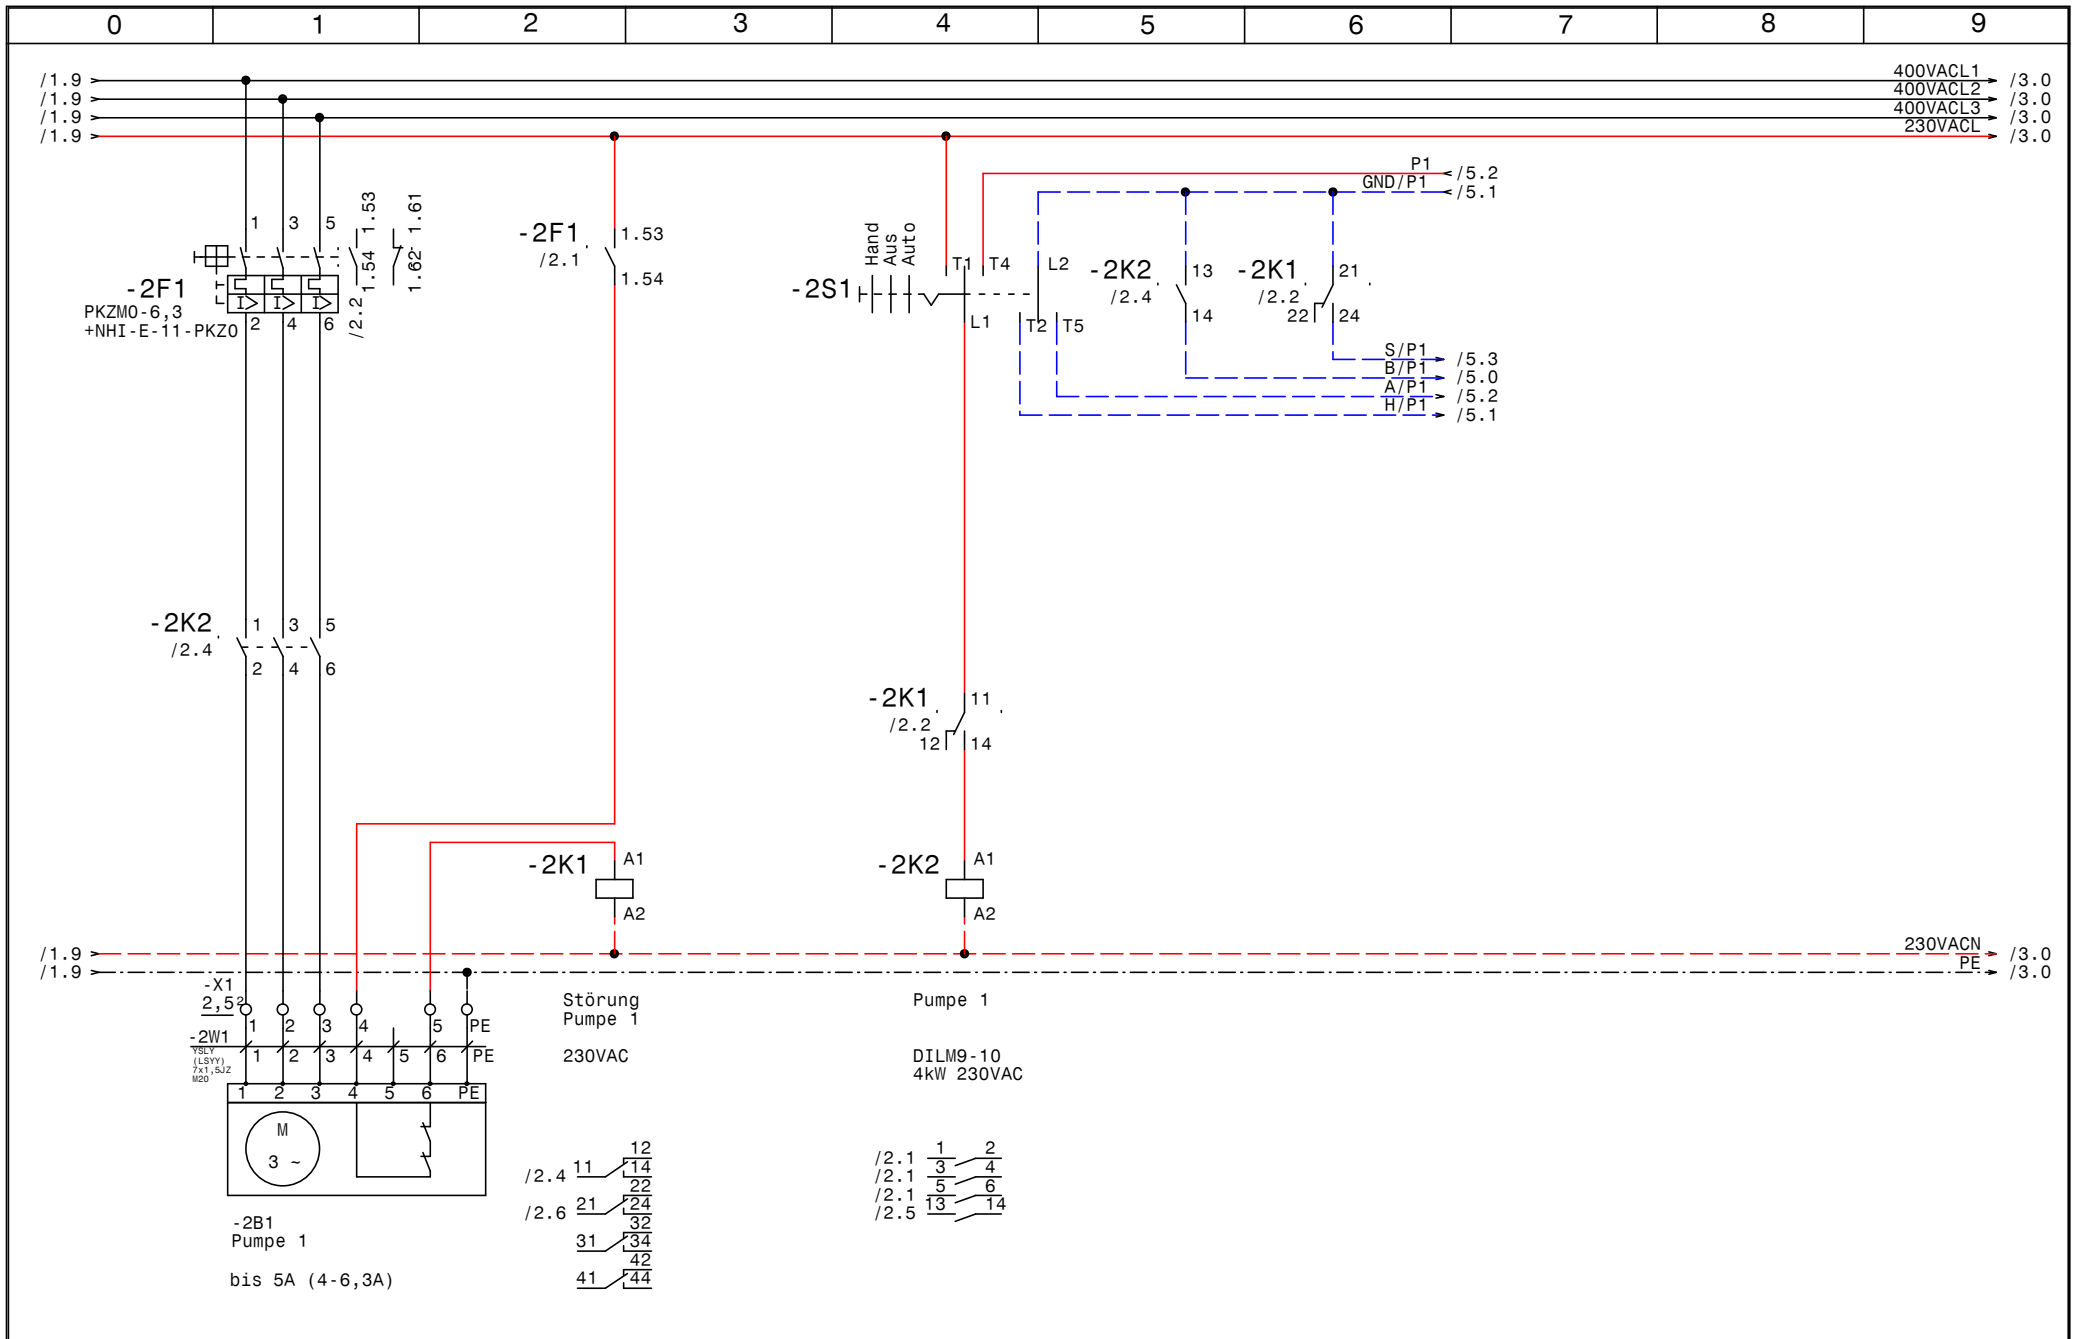 0 1 2 3 4 5 6 7 8 9
/1.9 400VACL1 /3.0
/1.9 400VACL2 /3.0
/1.9 400VACL3 /3.0
/1.9 230VACL /3.0
P1 /5.2
GND/P1 /5.1
1 3 5
1.53
1.54
1.61
1.62
/2.2
-2F1
PKZM0-6,3
+NHI-E-11-PKZ0
I> I> I>
2 4 6
-2F1
/2.1
1.53
1.54
Hand
Aus
Auto
-2S1
T1 T4 L2
L1 T2 T5
-2K2
/2.4
13
14
-2K1
/2.2
21
22 24
S/P1 /5.3
B/P1 /5.0
A/P1 /5.2
H/P1 /5.1
-2K2
/2.4
1 3 5
2 4 6
-2K1
/2.2
11
12 14
-2K1
A1
A2
-2K2
A1
A2
/1.9 230VACN /3.0
/1.9 PE /3.0
-X1
2,5²
1 2 3 4 5 PE
-2W1
YSLY
(LSYY)
7x1,5JZ
M20
1 2 3 4 5 6 PE
1 2 3 4 5 6 PE
M
3 ~
-2B1
Pumpe 1
bis 5A (4-6,3A)
Störung
Pumpe 1
230VAC
Pumpe 1
DILM9-10
4kW 230VAC
12
/2.4 11 14
22
/2.6 21 24
32
31 34
42
41 44
/2.1 1 2
/2.1 3 4
/2.1 5 6
/2.5 13 14